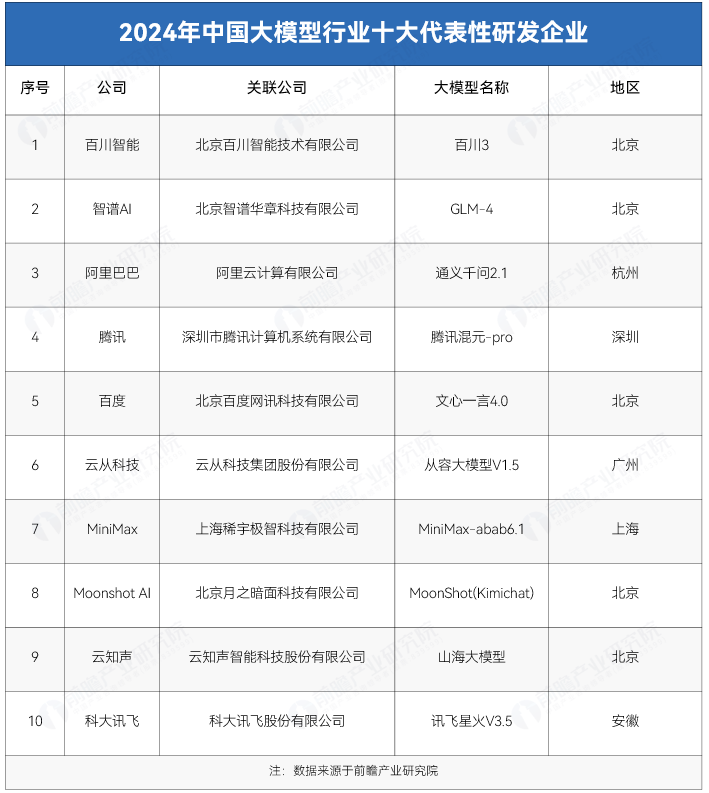 2024年中国大模型行业十大代表性研发企业
序号 公司 关联公司 大模型名称 地区
1 百川智能 北京百川智能技术有限公司 百川3 北京
2 智谱AI 北京智谱华章科技有限公司 GLM-4 北京
3 阿里巴巴 阿里云计算有限公司 通义千问2.1 杭州
4 腾讯 深圳市腾讯计算机系统有限公司 腾讯混元-pro 深圳
5 百度 北京百度网讯科技有限公司 文心一言4.0 北京
6 云从科技 云从科技集团股份有限公司 从容大模型V1.5 广州
7 MiniMax 上海稀宇极智科技有限公司 MiniMax-abab6.1 上海
8 Moonshot AI 北京月之暗面科技有限公司 MoonShot(Kimichat) 北京
9 云知声 云知声智能科技股份有限公司 山海大模型 北京
10 科大讯飞 科大讯飞股份有限公司 讯飞星火V3.5 安徽
注：数据来源于前瞻产业研究院
前瞻产业研究院